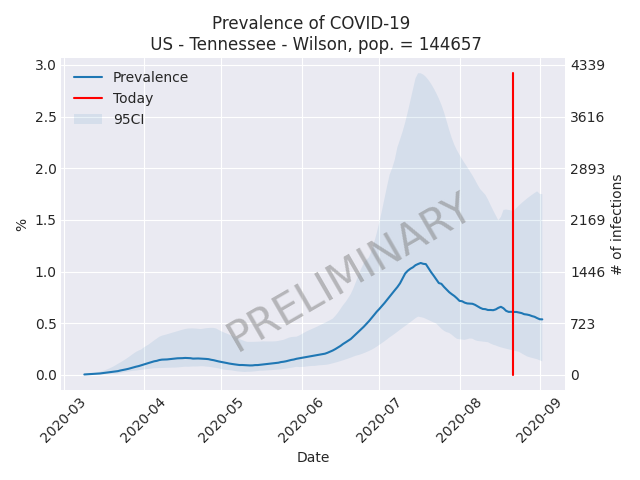 Prevalence of COVID-19
US - Tennessee - Wilson, pop. = 144657
Prevalence
Today
95CI
PRELIMINARY
3.0
2.5
2.0
1.5
1.0
0.5
0.0
%
4339
3616
2893
2169
1446
723
0
# of infections
2020-03
2020-04
2020-05
2020-06
2020-07
2020-08
2020-09
Date